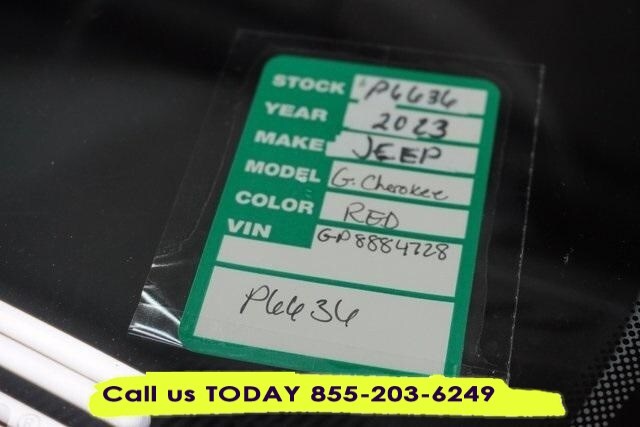 STOCK P6636
YEAR 2023
MAKE JEEP
MODEL G. Cherokee
COLOR RED
VIN GP8884728
P6636
Call us TODAY 855-203-6249